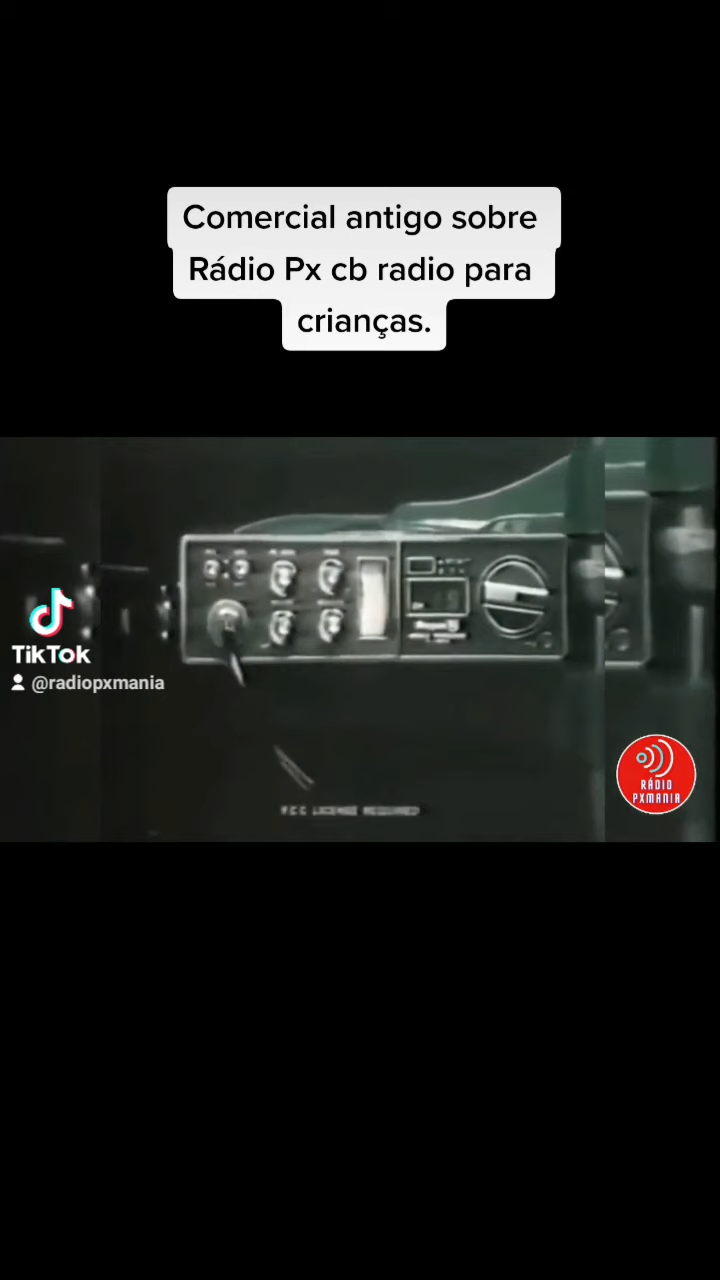 Comercial antigo sobre
Rádio Px cb radio para
crianças.
TikTok
@radiopxmania
RÁDIO
PXMANIA
F.C.C LICENSE REQUIRED